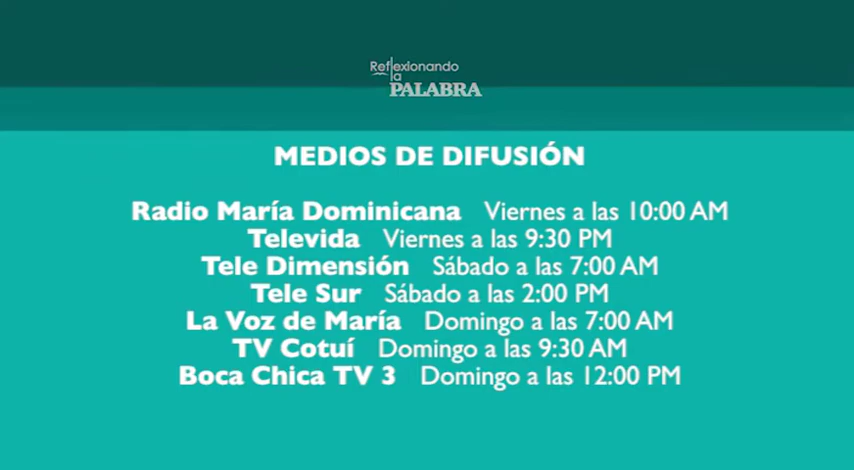 Reflexionando
la
PALABRA
MEDIOS DE DIFUSIÓN
Radio María Dominicana Viernes a las 10:00 AM
Televida Viernes a las 9:30 PM
Tele Dimensión Sábado a las 7:00 AM
Tele Sur Sábado a las 2:00 PM
La Voz de María Domingo a las 7:00 AM
TV Cotuí Domingo a las 9:30 AM
Boca Chica TV 3 Domingo a las 12:00 PM